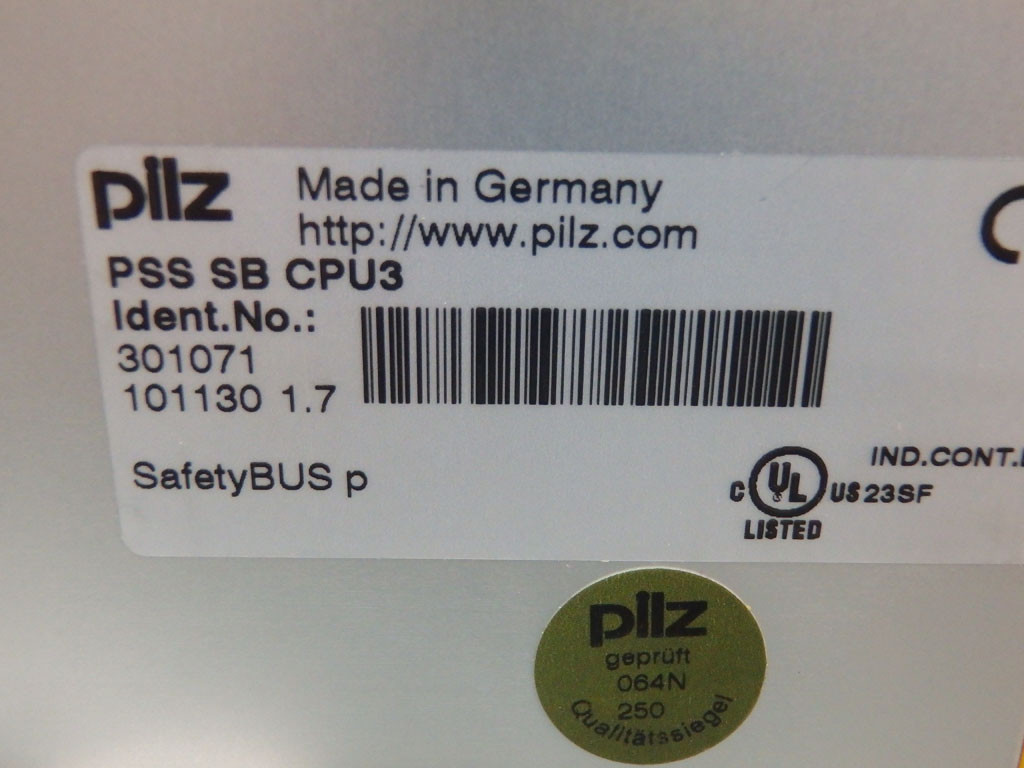 pilz
Made in Germany
http://www.pilz.com
PSS SB CPU3
Ident.No.:
301071
101130 1.7
SafetyBUS p
IND.CONT.
C UL US 23SF
LISTED
pilz
geprüft
064N
250
Qualitätssiegel